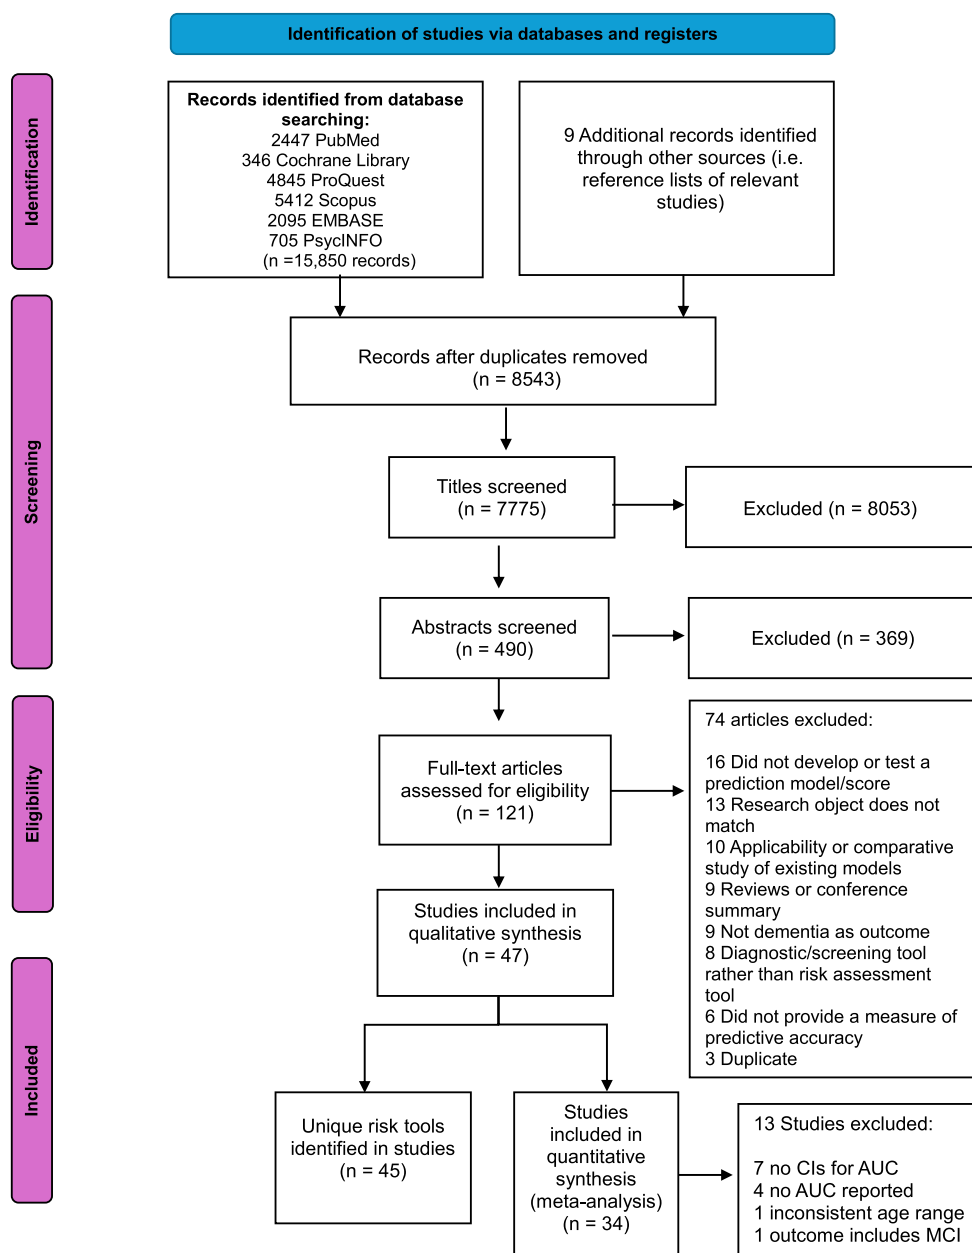 Identification of studies via databases and registers
Identification
Records identified from database
searching:
2447 PubMed
346 Cochrane Library
4845 ProQuest
5412 Scopus
2095 EMBASE
705 PsycINFO
(n =15,850 records)
9 Additional records identified
through other sources (i.e.
reference lists of relevant
studies)
Screening
Records after duplicates removed
(n = 8543)
Titles screened
(n = 7775)
Excluded (n = 8053)
Abstracts screened
(n = 490)
Excluded (n = 369)
Eligibility
Full-text articles
assessed for eligibility
(n = 121)
74 articles excluded:
16 Did not develop or test a
prediction model/score
13 Research object does not
match
10 Applicability or comparative
study of existing models
9 Reviews or conference
summary
9 Not dementia as outcome
8 Diagnostic/screening tool
rather than risk assessment
tool
6 Did not provide a measure of
predictive accuracy
3 Duplicate
Studies included in
qualitative synthesis
(n = 47)
Included
Unique risk tools
identified in studies
(n = 45)
Studies
included in
quantitative
synthesis
(meta-analysis)
(n = 34)
13 Studies excluded:
7 no CIs for AUC
4 no AUC reported
1 inconsistent age range
1 outcome includes MCI